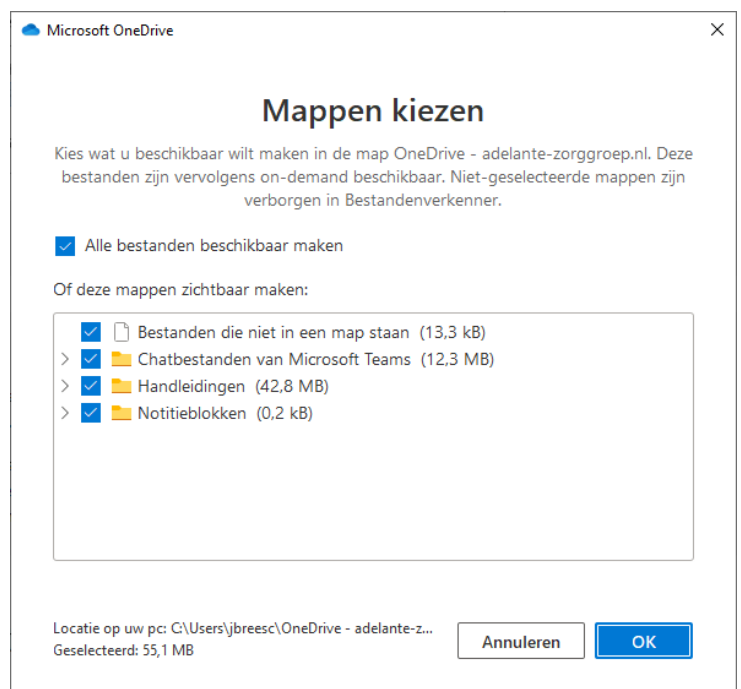 Microsoft OneDrive
Mappen kiezen
Kies wat u beschikbaar wilt maken in de map OneDrive - adelante-zorggroep.nl. Deze
bestanden zijn vervolgens on-demand beschikbaar. Niet-geselecteerde mappen zijn
verborgen in Bestandenverkenner.
Alle bestanden beschikbaar maken
Of deze mappen zichtbaar maken:
Bestanden die niet in een map staan (13,3 kB)
Chatbestanden van Microsoft Teams (12,3 MB)
Handleidingen (42,8 MB)
Notitieblokken (0,2 kB)
Locatie op uw pc: C:\Users\jbreesc\OneDrive - adelante-z...
Geselecteerd: 55,1 MB
Annuleren
OK